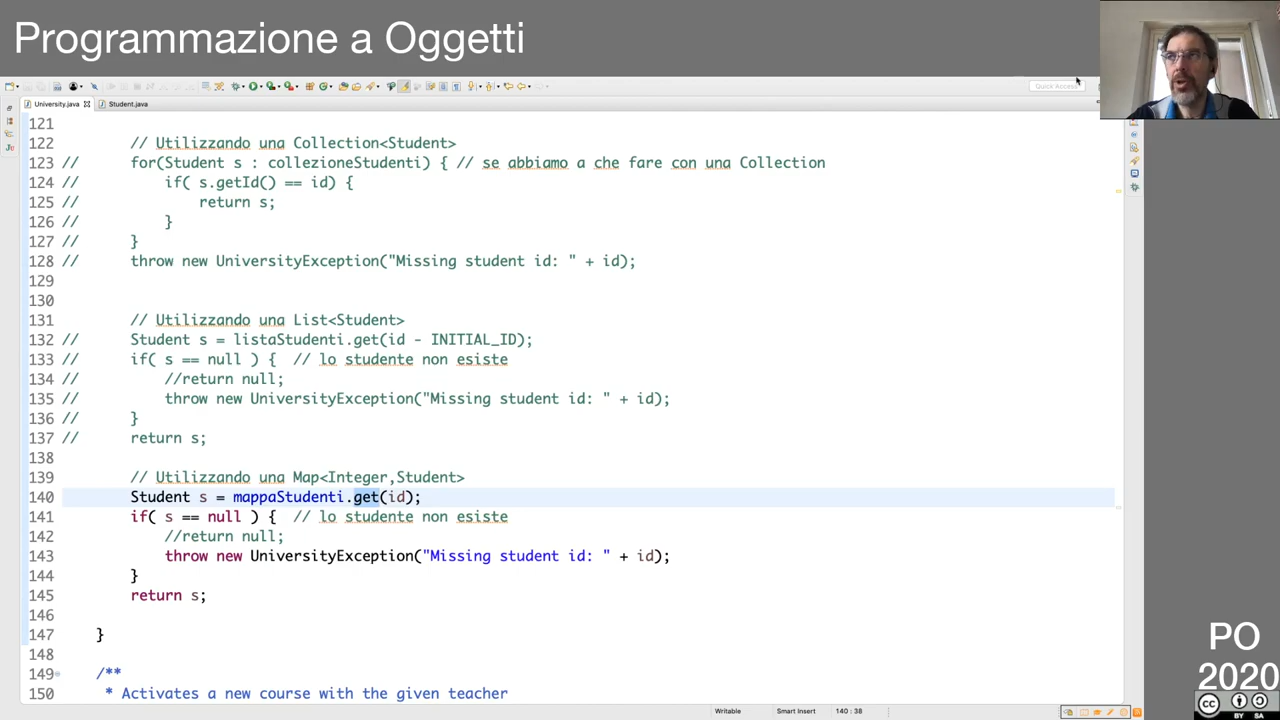 Programmazione a Oggetti
Quick Access
University.java
Student.java
121
122 // Utilizzando una Collection<Student>
123 // for(Student s : collezioneStudenti) { // se abbiamo a che fare con una Collection
124 // if( s.getId() == id) {
125 // return s;
126 // }
127 // }
128 // throw new UniversityException("Missing student id: " + id);
129
130
131 // Utilizzando una List<Student>
132 // Student s = listaStudenti.get(id - INITIAL_ID);
133 // if( s == null ) { // lo studente non esiste
134 // //return null;
135 // throw new UniversityException("Missing student id: " + id);
136 // }
137 // return s;
138
139 // Utilizzando una Map<Integer,Student>
140 Student s = mappaStudenti.get(id);
141 if( s == null ) { // lo studente non esiste
142 //return null;
143 throw new UniversityException("Missing student id: " + id);
144 }
145 return s;
146
147 }
148
149 /**
150 * Activates a new course with the given teacher
Writable
Smart Insert
140 : 38
PO
2020
CC
BY SA